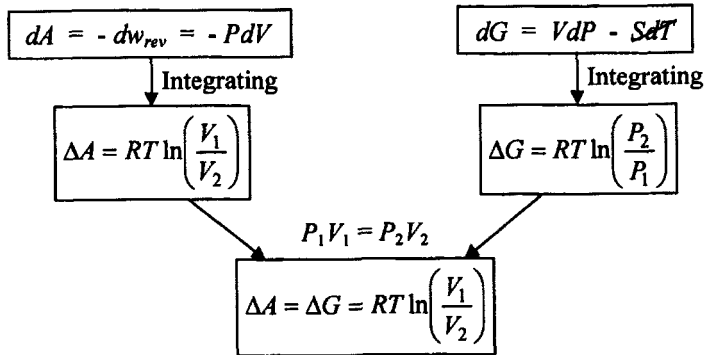 dA = - dw_rev = - PdV
dG = VdP - SdT
Integrating
Integrating
ΔA = RT ln(V₁/V₂)
ΔG = RT ln(P₂/P₁)
P₁V₁ = P₂V₂
ΔA = ΔG = RT ln(V₁/V₂)